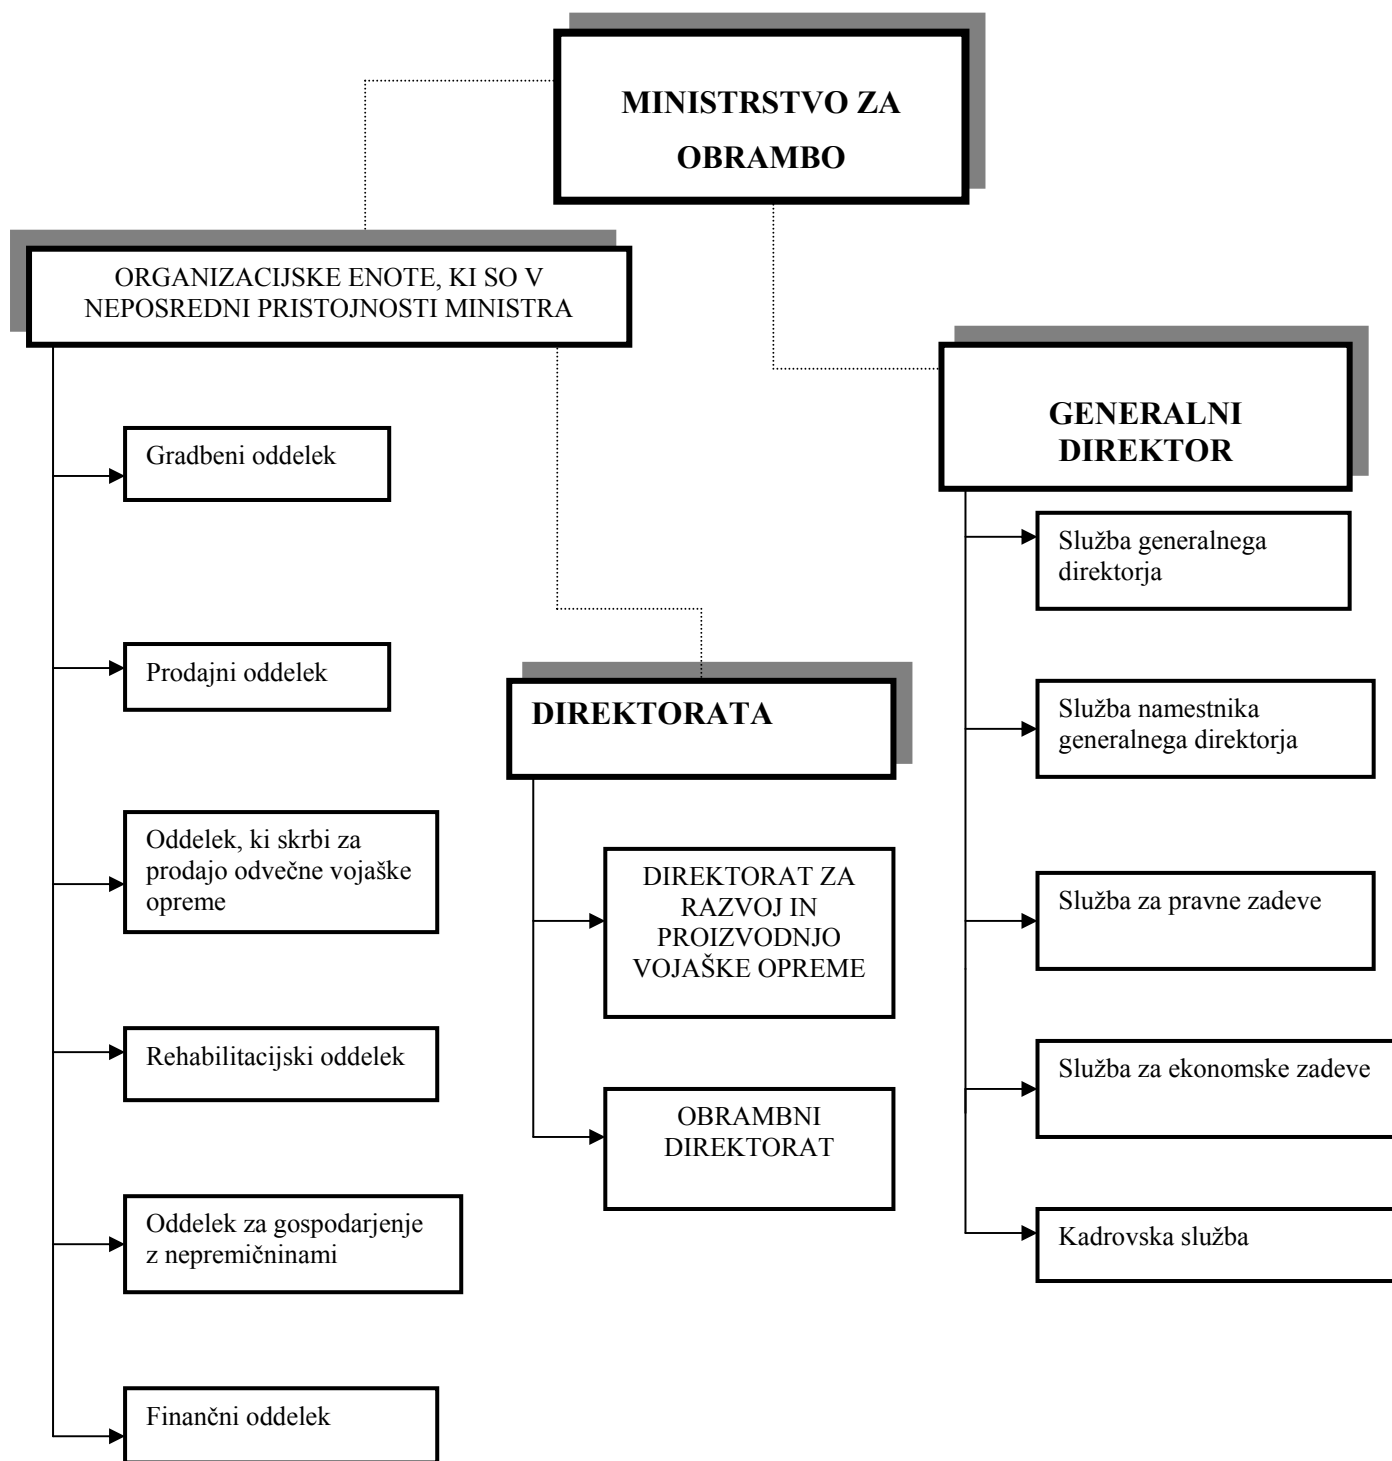 MINISTRSTVO ZA
OBRAMBO
ORGANIZACIJSKE ENOTE, KI SO V
NEPOSREDNI PRISTOJNOSTI MINISTRA
Gradbeni oddelek
Prodajni oddelek
Oddelek, ki skrbi za
prodajo odvečne vojaške
opreme
Rehabilitacijski oddelek
Oddelek za gospodarjenje
z nepremičninami
Finančni oddelek
DIREKTORATA
DIREKTORAT ZA
RAZVOJ IN
PROIZVODNJO
VOJAŠKE OPREME
OBRAMBNI
DIREKTORAT
GENERALNI
DIREKTOR
Služba generalnega
direktorja
Služba namestnika
generalnega direktorja
Služba za pravne zadeve
Služba za ekonomske zadeve
Kadrovska služba